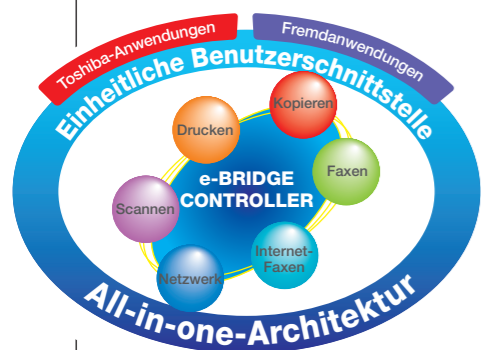 Toshiba-Anwendungen
Fremdanwendungen
Einheitliche Benutzerschnittstelle
Kopieren
Drucken
Faxen
e-BRIDGE
CONTROLLER
Scannen
Internet-
Faxen
Netzwerk
All-in-one-Architektur